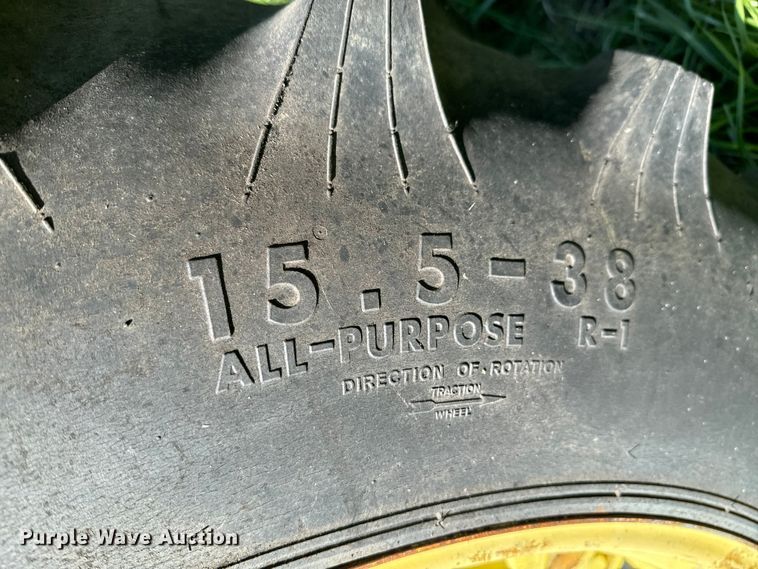 15.5-38
ALL-PURPOSE R-1
DIRECTION OF ROTATION
TRACTION
WHEEL
Purple Wave Auction